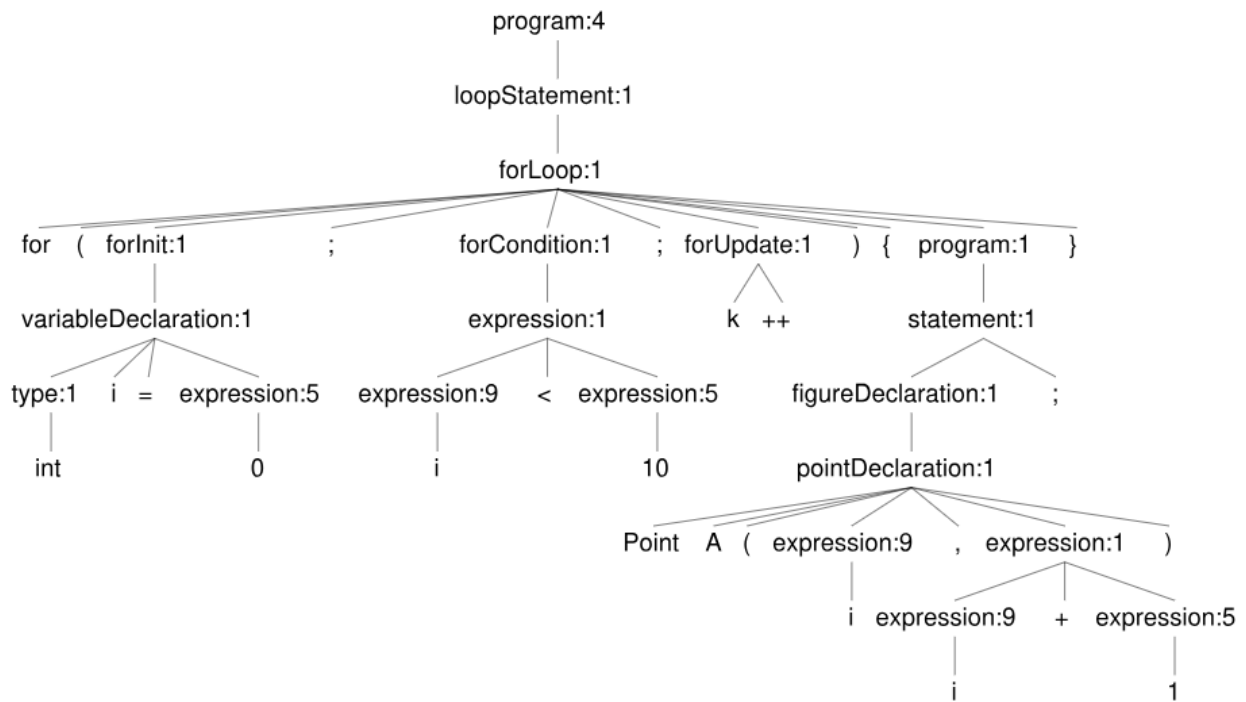 program:4
loopStatement:1
forLoop:1
for ( forInit:1 ; forCondition:1 ; forUpdate:1 ) { program:1 }
variableDeclaration:1 expression:1 k ++ statement:1
type:1 i = expression:5 expression:9 < expression:5 figureDeclaration:1 ;
int 0 i 10 pointDeclaration:1
Point A ( expression:9 , expression:1 )
i expression:9 + expression:5
i 1